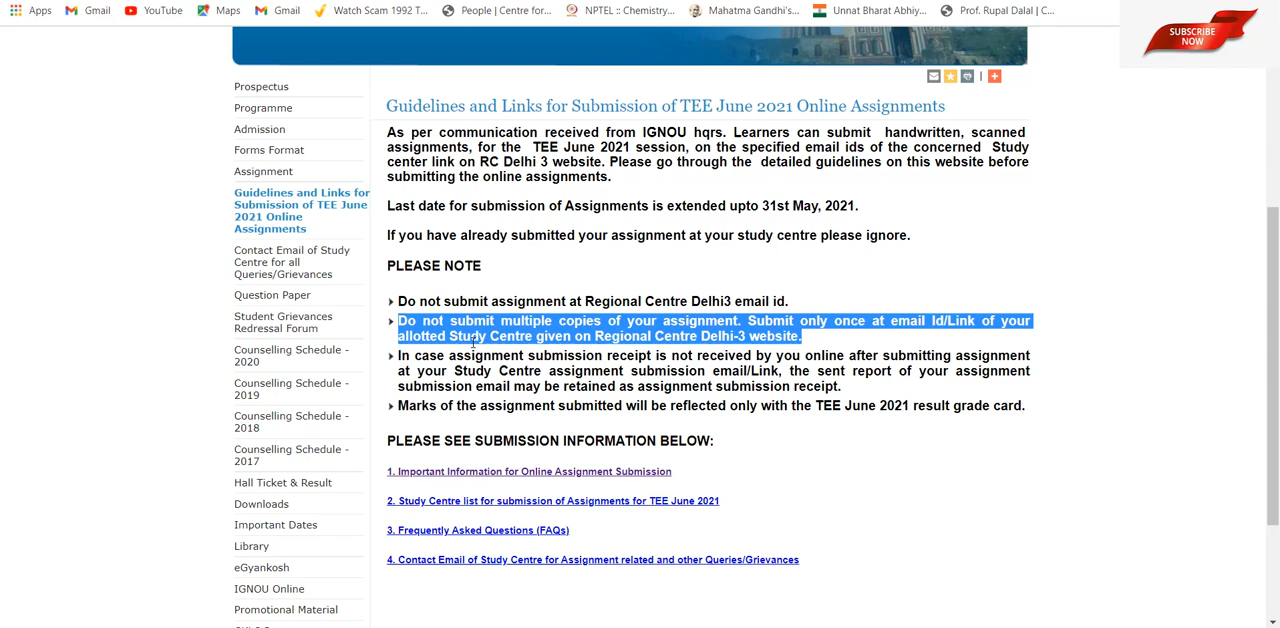 Apps
Gmail
YouTube
Maps
Gmail
Watch Scam 1992 T...
People | Centre for...
NPTEL :: Chemistry...
Mahatma Gandhi's...
Unnat Bharat Abhiy...
Prof. Rupal Dalal | C...
SUBSCRIBE
NOW
Prospectus
Programme
Admission
Forms Format
Assignment
Guidelines and Links for
Submission of TEE June
2021 Online
Assignments
Contact Email of Study
Centre for all
Queries/Grievances
Question Paper
Student Grievances
Redressal Forum
Counselling Schedule -
2020
Counselling Schedule -
2019
Counselling Schedule -
2018
Counselling Schedule -
2017
Hall Ticket & Result
Downloads
Important Dates
Library
eGyankosh
IGNOU Online
Promotional Material
Guidelines and Links for Submission of TEE June 2021 Online Assignments
As per communication received from IGNOU hqrs. Learners can submit handwritten, scanned
assignments, for the TEE June 2021 session, on the specified email ids of the concerned Study
center link on RC Delhi 3 website. Please go through the detailed guidelines on this website before
submitting the online assignments.
Last date for submission of Assignments is extended upto 31st May, 2021.
If you have already submitted your assignment at your study centre please ignore.
PLEASE NOTE
Do not submit assignment at Regional Centre Delhi3 email id.
Do not submit multiple copies of your assignment. Submit only once at email Id/Link of your
allotted Study Centre given on Regional Centre Delhi-3 website.
In case assignment submission receipt is not received by you online after submitting assignment
at your Study Centre assignment submission email/Link, the sent report of your assignment
submission email may be retained as assignment submission receipt.
Marks of the assignment submitted will be reflected only with the TEE June 2021 result grade card.
PLEASE SEE SUBMISSION INFORMATION BELOW:
1. Important Information for Online Assignment Submission
2. Study Centre list for submission of Assignments for TEE June 2021
3. Frequently Asked Questions (FAQs)
4. Contact Email of Study Centre for Assignment related and other Queries/Grievances